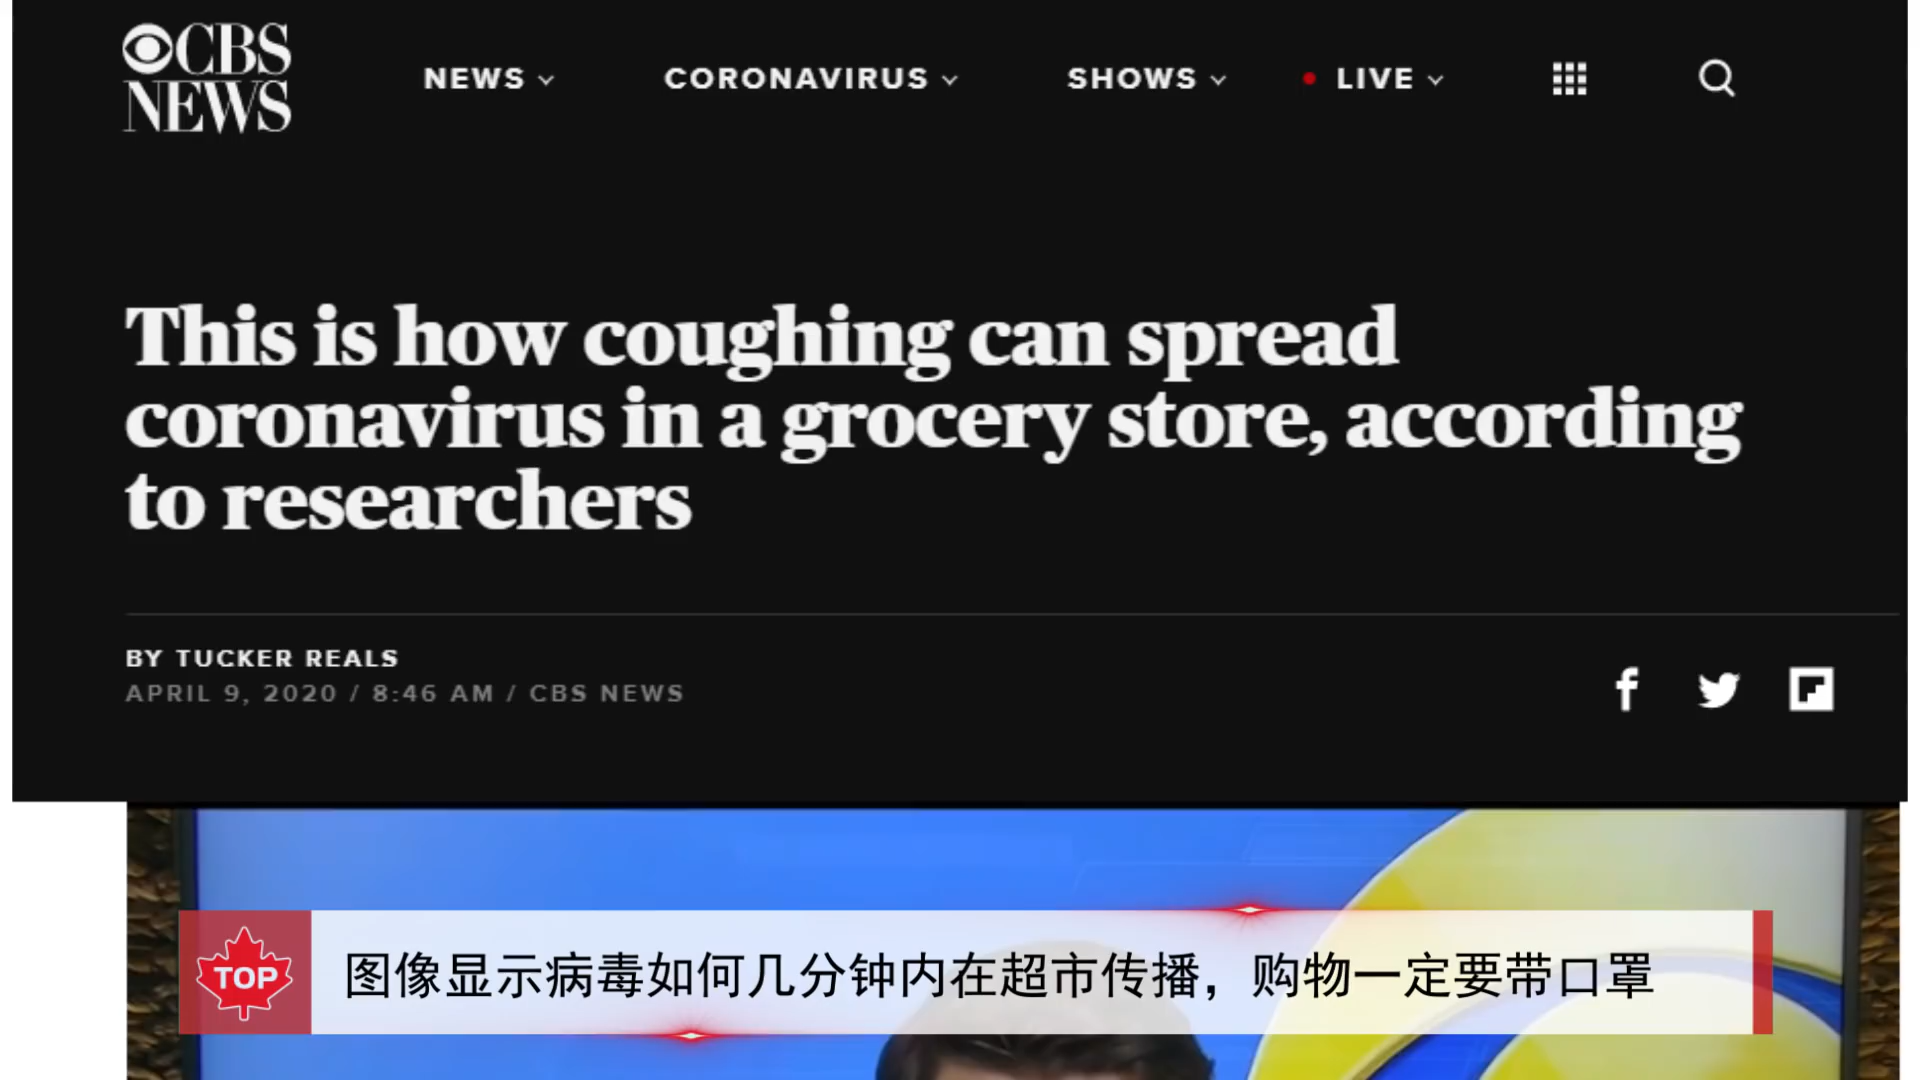 CBS
NEWS
NEWS
CORONAVIRUS
SHOWS
LIVE
This is how coughing can spread
coronavirus in a grocery store, according
to researchers
BY TUCKER REALS
APRIL 9, 2020 / 8:46 AM / CBS NEWS
TOP
图像显示病毒如何几分钟内在超市传播，购物一定要带口罩